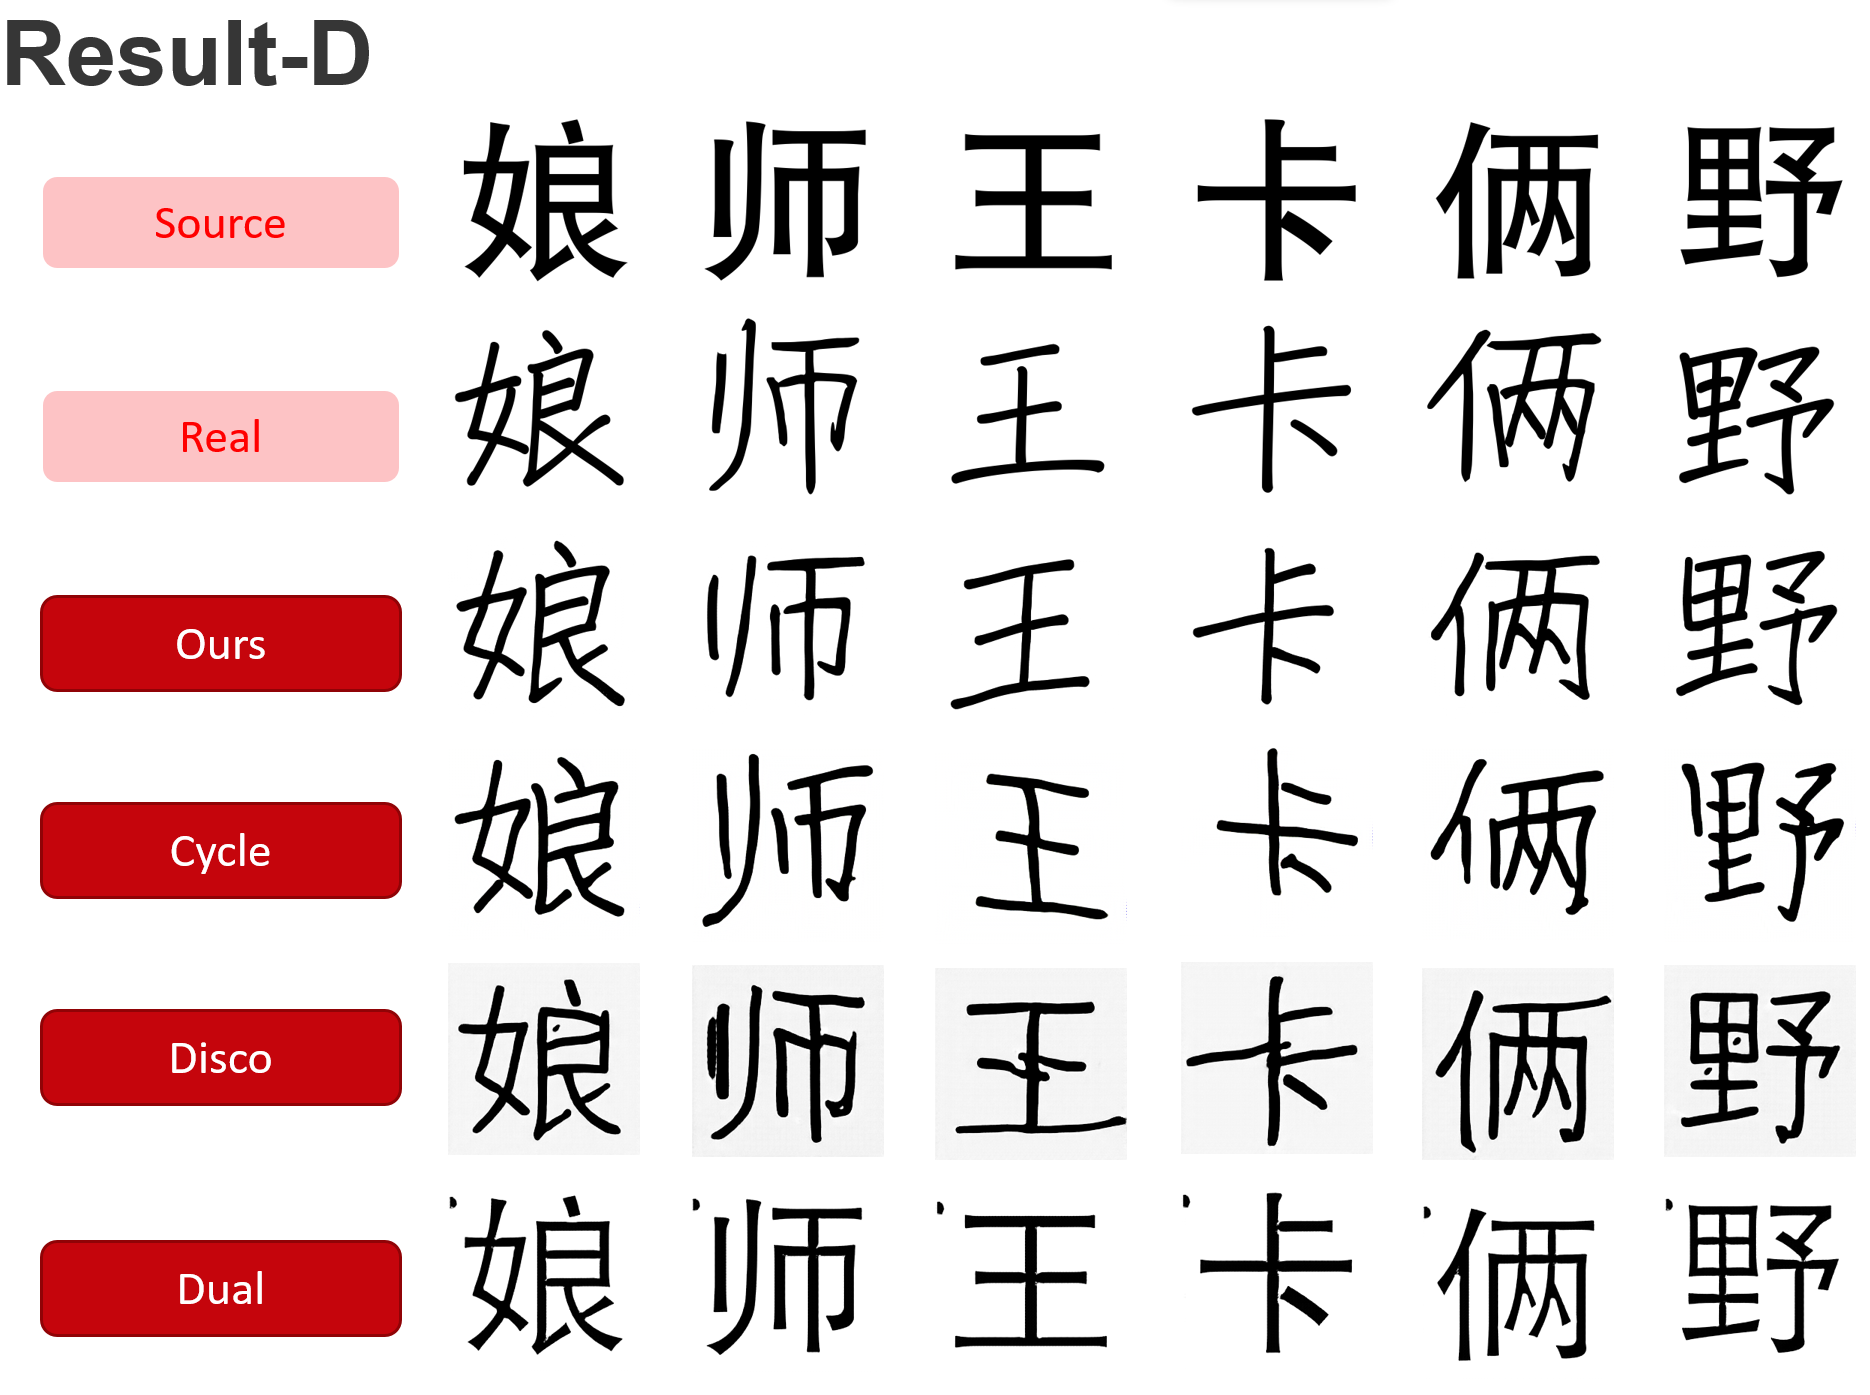 Result-D
Source 娘 师 王 卡 俩 野
Real 娘 师 王 卡 俩 野
Ours 娘 师 王 卡 俩 野
Cycle 娘 师 王 卡 俩 野
Disco 娘 师 王 卡 俩 野
Dual 娘 师 王 卡 俩 野